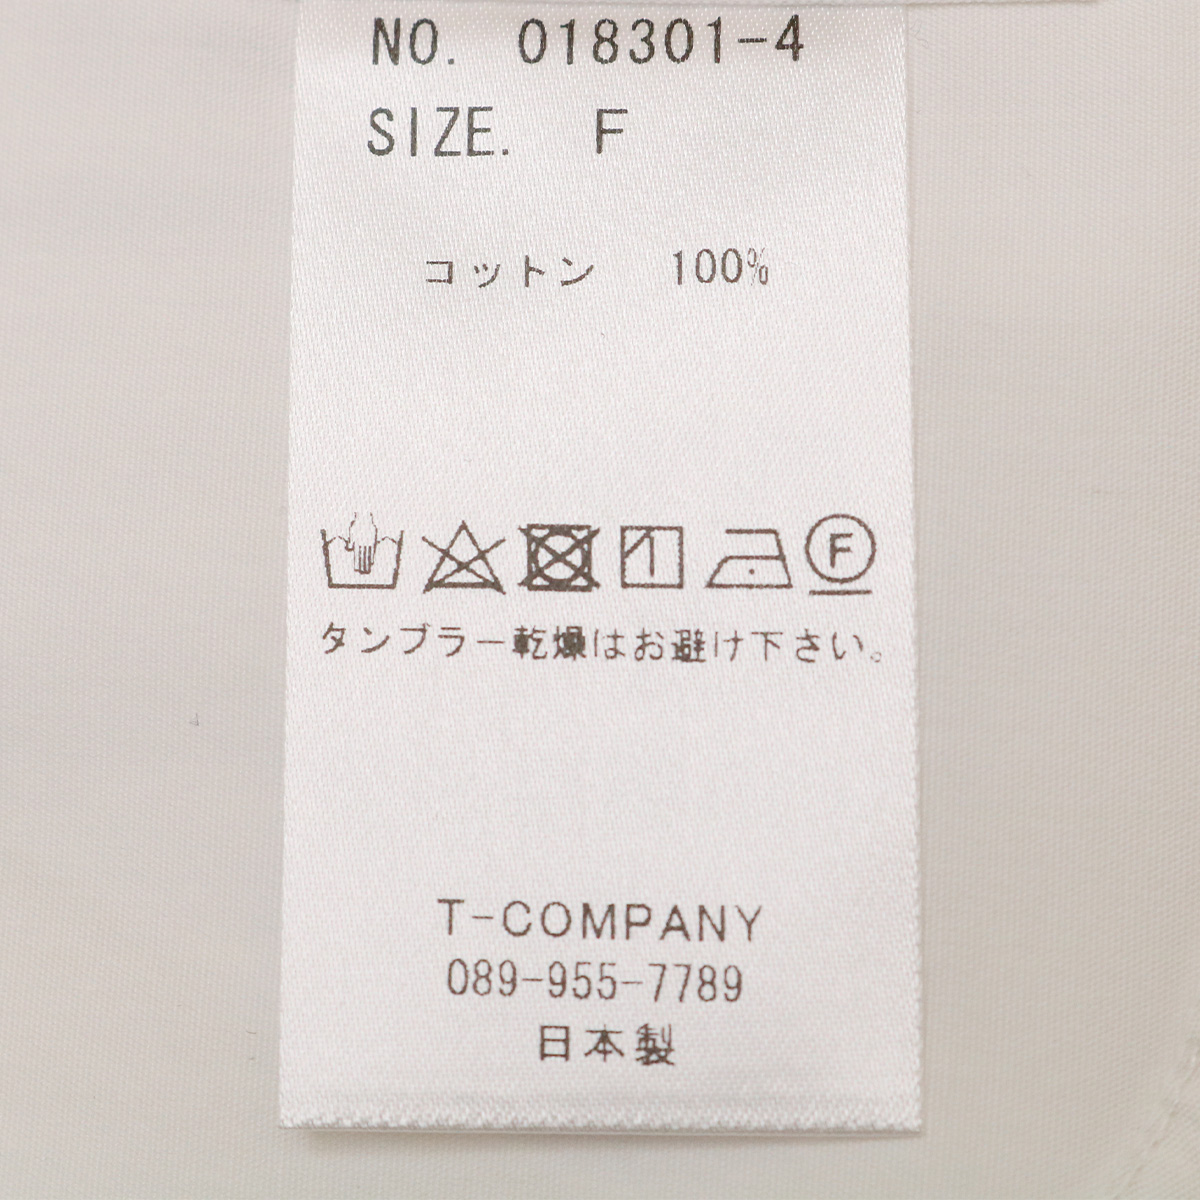 NO. 018301-4
SIZE. F
コットン 100%
F
タンブラー乾燥はお避け下さい。
T-COMPANY
089-955-7789
日本製